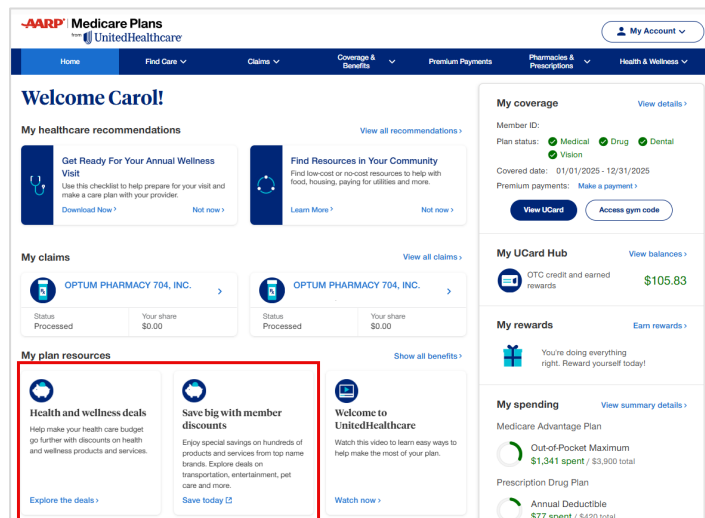 AARP® Medicare Plans
from UnitedHealthcare
My Account
Home
Find Care
Claims
Coverage &
Benefits
Premium Payments
Pharmacies &
Prescriptions
Health & Wellness
Welcome Carol!
My healthcare recommendations
View all recommendations
Get Ready For Your Annual Wellness
Visit
Use this checklist to help prepare for your visit and
make a care plan with your provider.
Download Now
Not now
Find Resources in Your Community
Find low-cost or no-cost resources to help with
food, housing, paying for utilities and more.
Learn More
Not now
My claims
View all claims
OPTUM PHARMACY 704, INC.
Status
Processed
Your share
$0.00
OPTUM PHARMACY 704, INC.
Status
Processed
Your share
$0.00
My plan resources
Show all benefits
Health and wellness deals
Help make your health care budget
go further with discounts on health
and wellness products and services.
Explore the deals
Save big with member
discounts
Enjoy special savings on hundreds of
products and services from top name
brands. Explore deals on
transportation, entertainment, pet
care and more.
Save today
Welcome to
UnitedHealthcare
Watch this video to learn easy ways to
help make the most of your plan.
Watch now
My coverage
View details
Member ID:
Plan status: Medical Drug Dental
Vision
Covered date: 01/01/2025 - 12/31/2025
Premium payments: Make a payment
View UCard
Access gym code
My UCard Hub
View balances
OTC credit and earned
rewards
$105.83
My rewards
Earn rewards
You're doing everything
right. Reward yourself today!
My spending
View summary details
Medicare Advantage Plan
Out-of-Pocket Maximum
$1,341 spent / $3,900 total
Prescription Drug Plan
Annual Deductible
$77 spent / $420 total